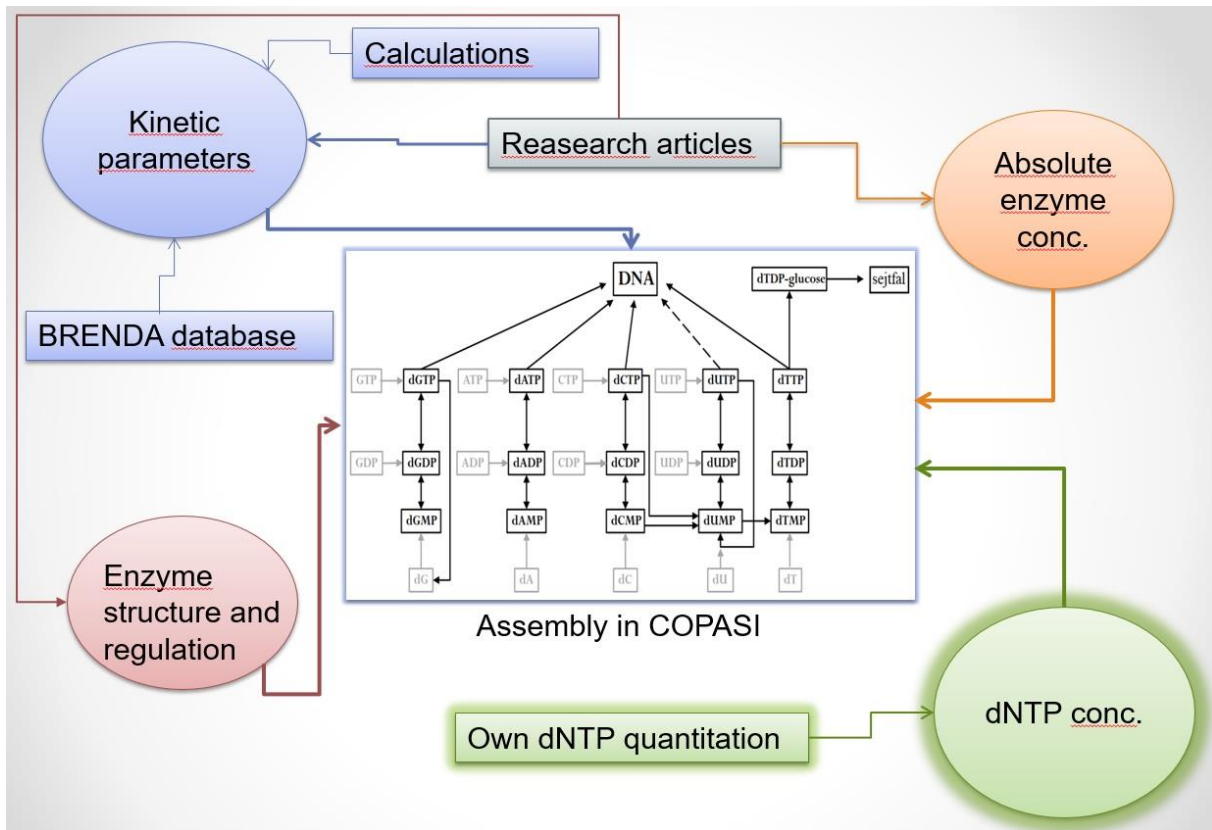 Calculations
Kinetic
parameters
Reasearch articles
Absolute
enzyme
conc.
BRENDA database
DNA
dTDP-glucose
sejtfal
GTP
dGTP
ATP
dATP
CTP
dCTP
UTP
dUTP
dTTP
GDP
dGDP
ADP
dADP
CDP
dCDP
UDP
dUDP
dTDP
dGMP
dAMP
dCMP
dUMP
dTMP
dG
dA
dC
dU
dT
Enzyme
structure and
regulation
Assembly in COPASI
Own dNTP quantitation
dNTP conc.